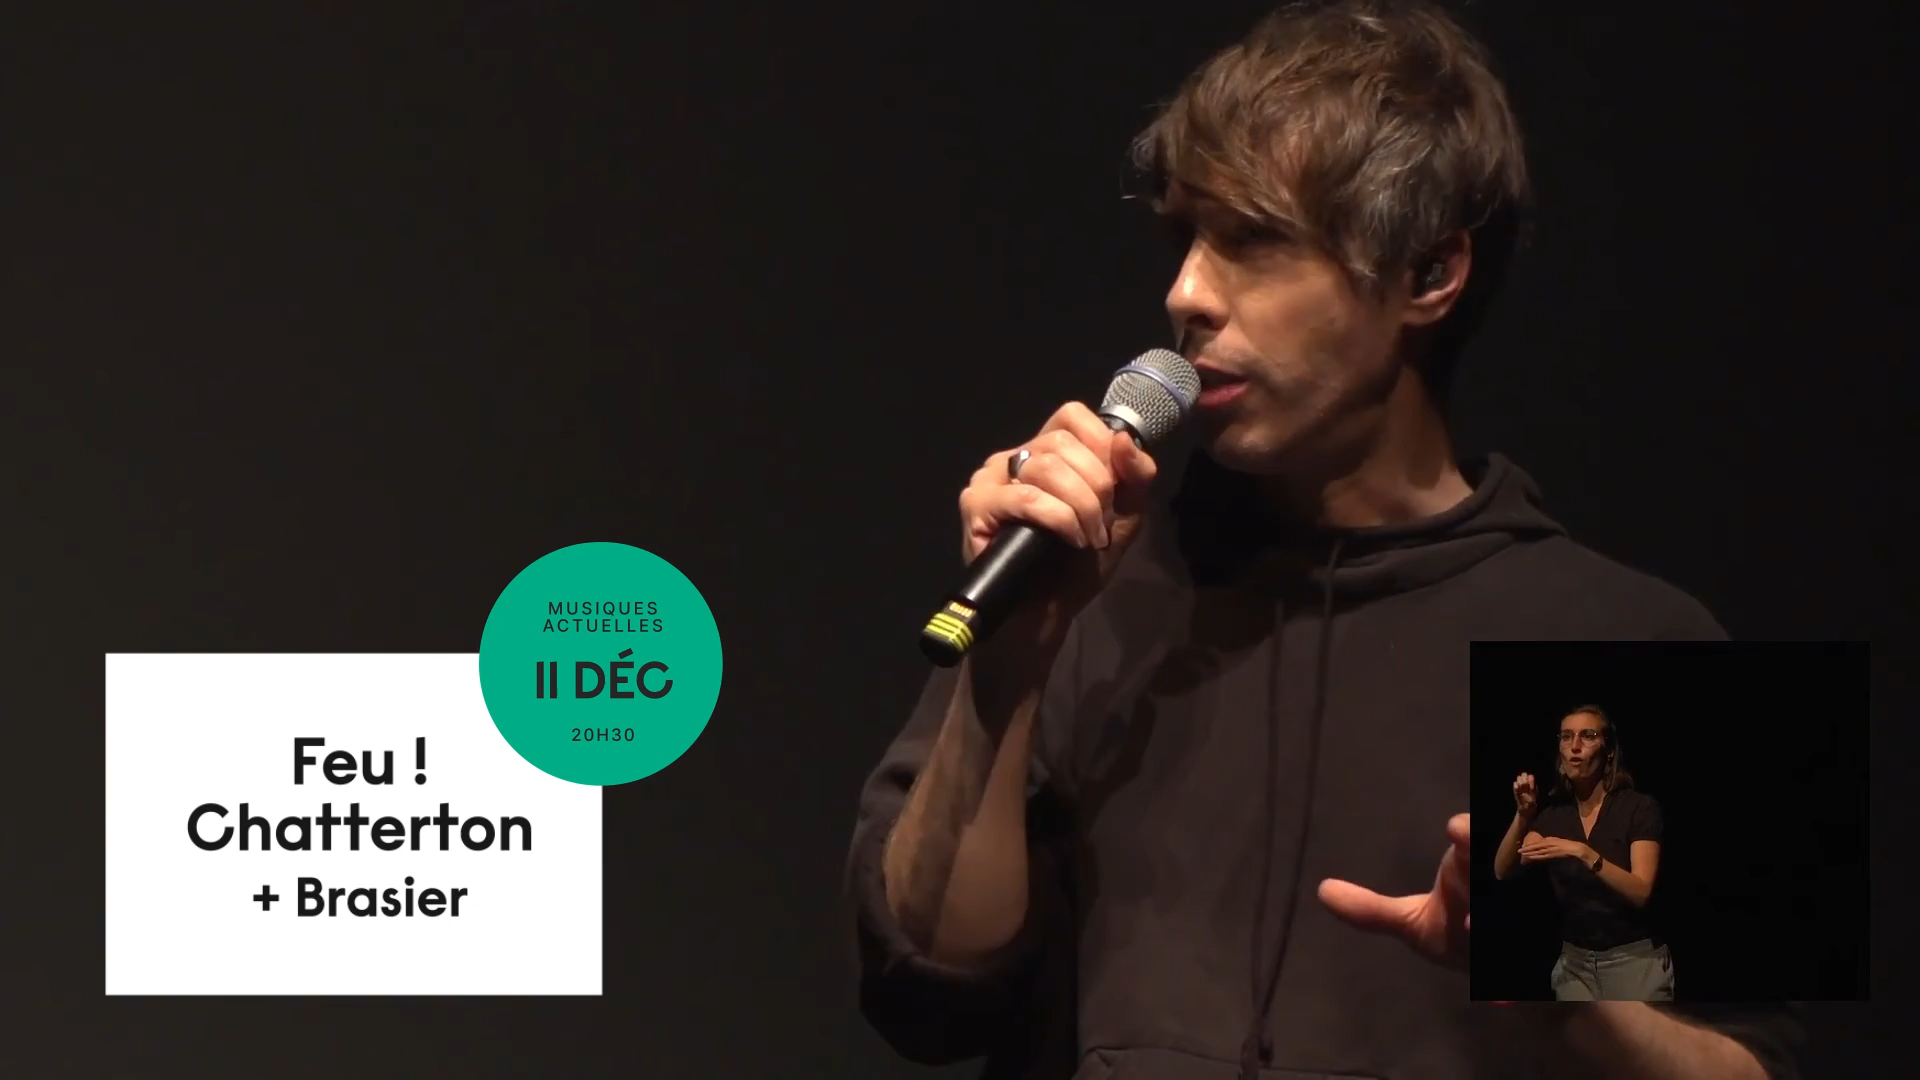 MUSIQUES
ACTUELLES
11 DÉC
20H30
Feu !
Chatterton
+ Brasier